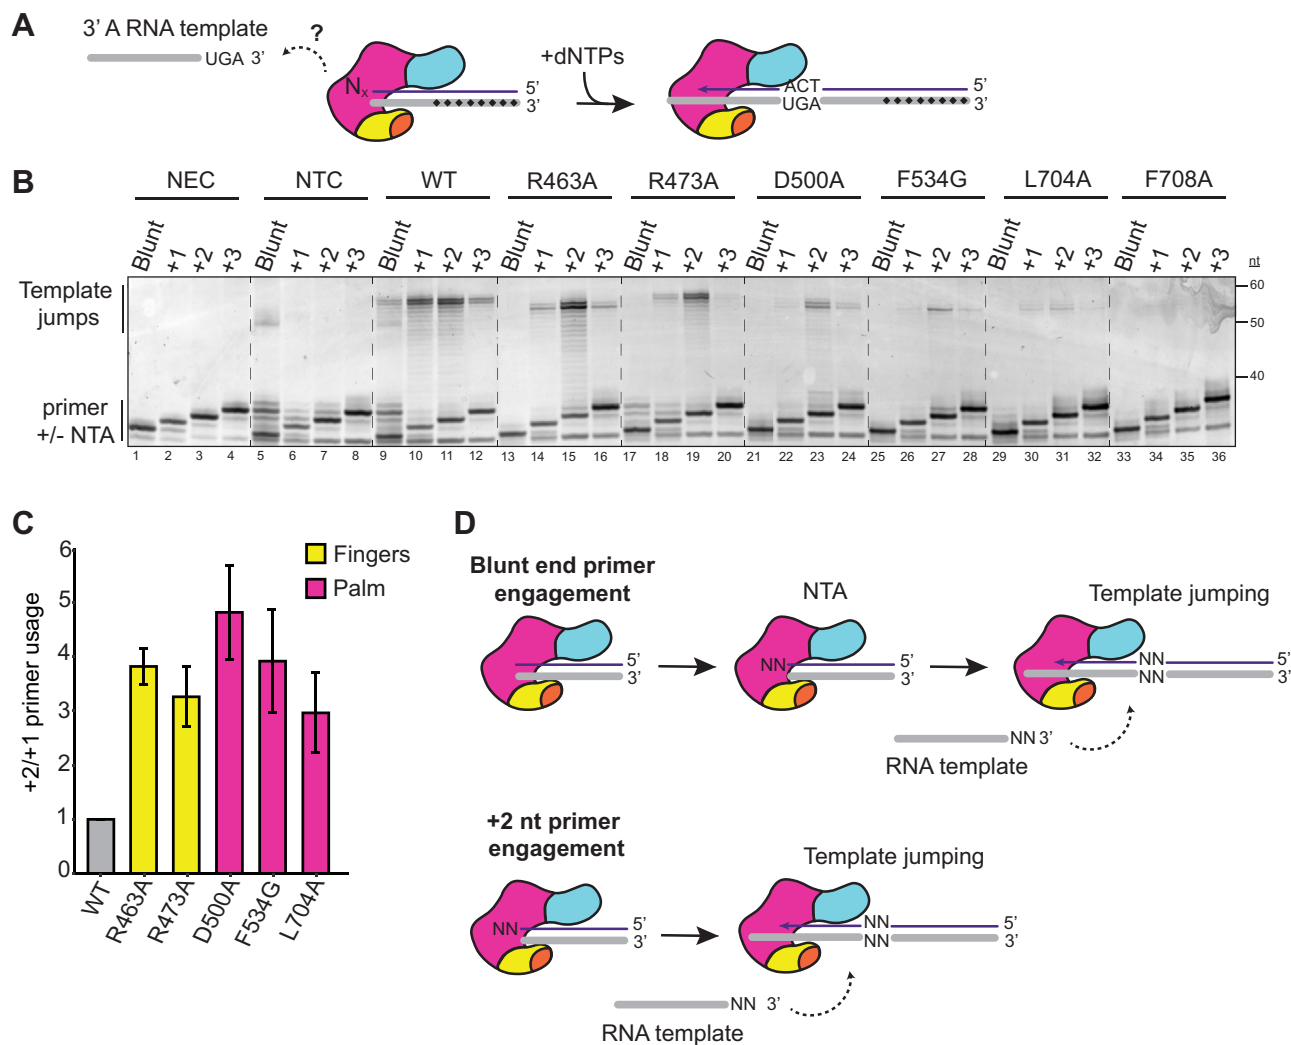 A
3’ A RNA template
UGA 3’
?
Nx
5’
3’
+dNTPs
ACT
UGA
5’
3’
B
NEC NTC WT R463A R473A D500A F534G L704A F708A
Blunt +1 +2 +3 Blunt +1 +2 +3 Blunt +1 +2 +3 Blunt +1 +2 +3 Blunt +1 +2 +3 Blunt +1 +2 +3 Blunt +1 +2 +3 Blunt +1 +2 +3 Blunt +1 +2 +3
nt
Template
jumps
60
50
40
primer
+/- NTA
1 2 3 4 5 6 7 8 9 10 11 12 13 14 15 16 17 18 19 20 21 22 23 24 25 26 27 28 29 30 31 32 33 34 35 36
C
+2/+1 primer usage
6
5
4
3
2
1
0
Fingers
Palm
WT R463A R473A D500A F534G L704A
D
Blunt end primer
engagement
5’
3’
NTA
NN
5’
3’
Template jumping
NN
NN
5’
3’
NN 3’
RNA template
+2 nt primer
engagement
NN
5’
3’
Template jumping
NN
NN
5’
3’
NN 3’
RNA template